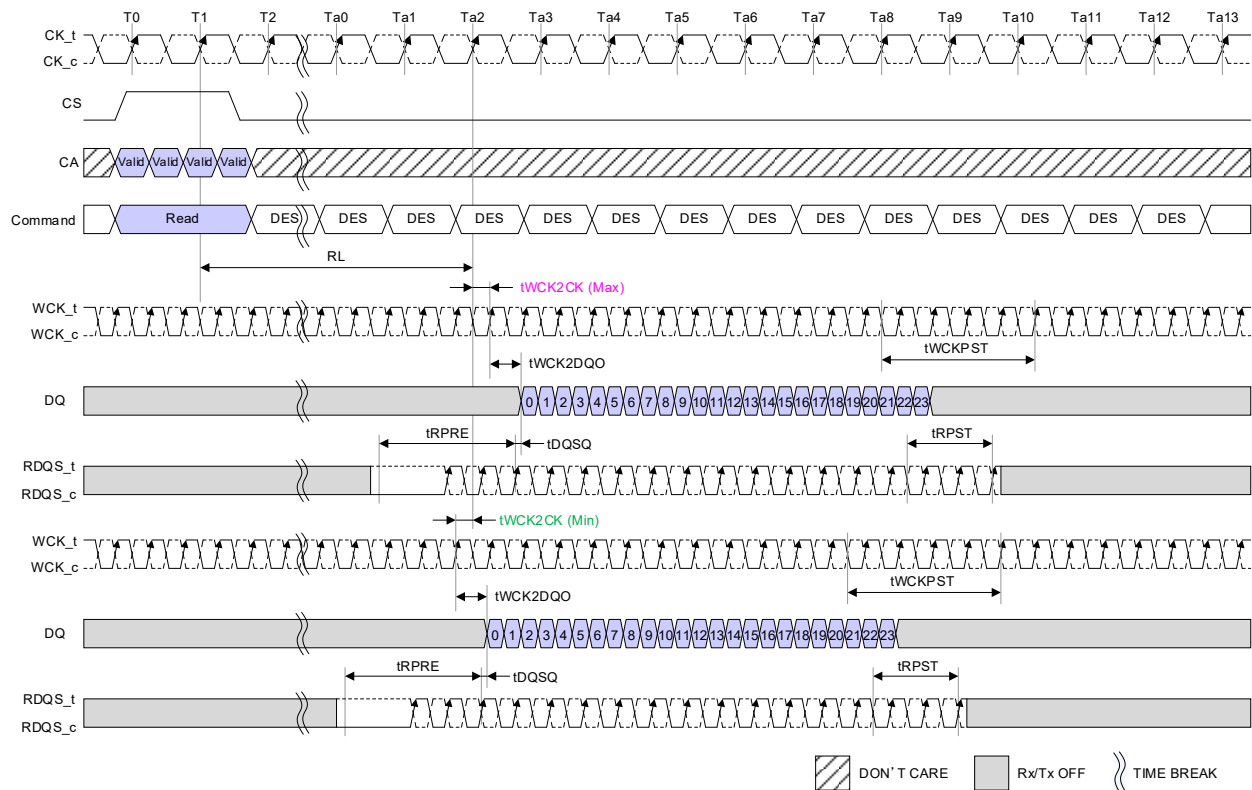 T0 T1 T2 Ta0 Ta1 Ta2 Ta3 Ta4 Ta5 Ta6 Ta7 Ta8 Ta9 Ta10 Ta11 Ta12 Ta13
CK_t
CK_c
CS
CA Valid Valid Valid Valid
Command Read DES DES DES DES DES DES DES DES DES DES DES DES DES DES
RL
tWCK2CK (Max)
WCK_t
WCK_c
tWCKPST
tWCK2DQO
DQ 0 1 2 3 4 5 6 7 8 9 10 11 12 13 14 15 16 17 18 19 20 21 22 23
tRPRE tDQSQ tRPST
RDQS_t
RDQS_c
tWCK2CK (Min)
WCK_t
WCK_c
tWCKPST
tWCK2DQO
DQ 0 1 2 3 4 5 6 7 8 9 10 11 12 13 14 15 16 17 18 19 20 21 22 23
tRPRE tDQSQ tRPST
RDQS_t
RDQS_c
DON'T CARE Rx/Tx OFF TIME BREAK